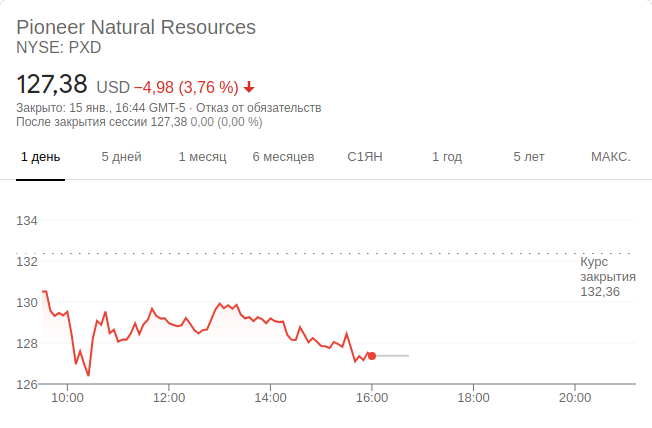 Pioneer Natural Resources
NYSE: PXD
127,38 USD −4,98 (3,76 %)
Закрыто: 15 янв., 16:44 GMT-5 · Отказ от обязательств
После закрытия сессии 127,38 0,00 (0,00 %)
1 день 5 дней 1 месяц 6 месяцев С1ЯН 1 год 5 лет МАКС.
134
132
Курс
закрытия
132,36
130
128
126
10:00 12:00 14:00 16:00 18:00 20:00